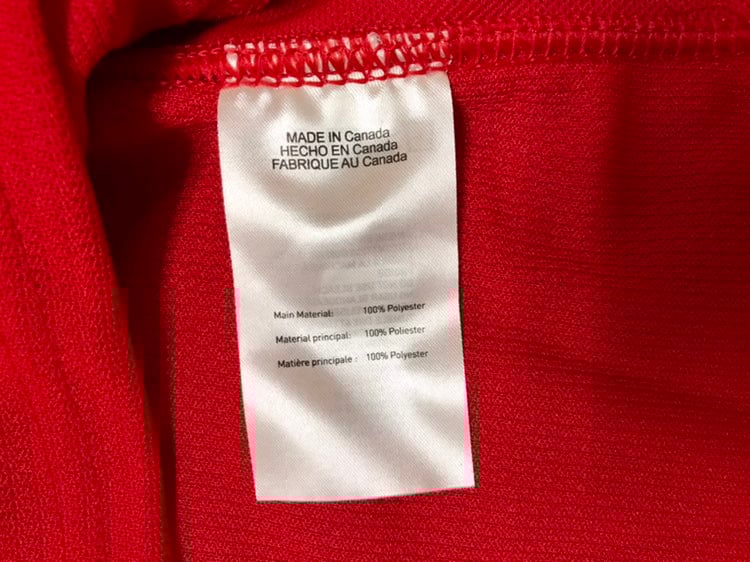 MADE IN Canada
HECHO EN Canada
FABRIQUE AU Canada
Main Material: 100% Polyester
Material principal: 100% Poliester
Matière principale : 100% Polyester